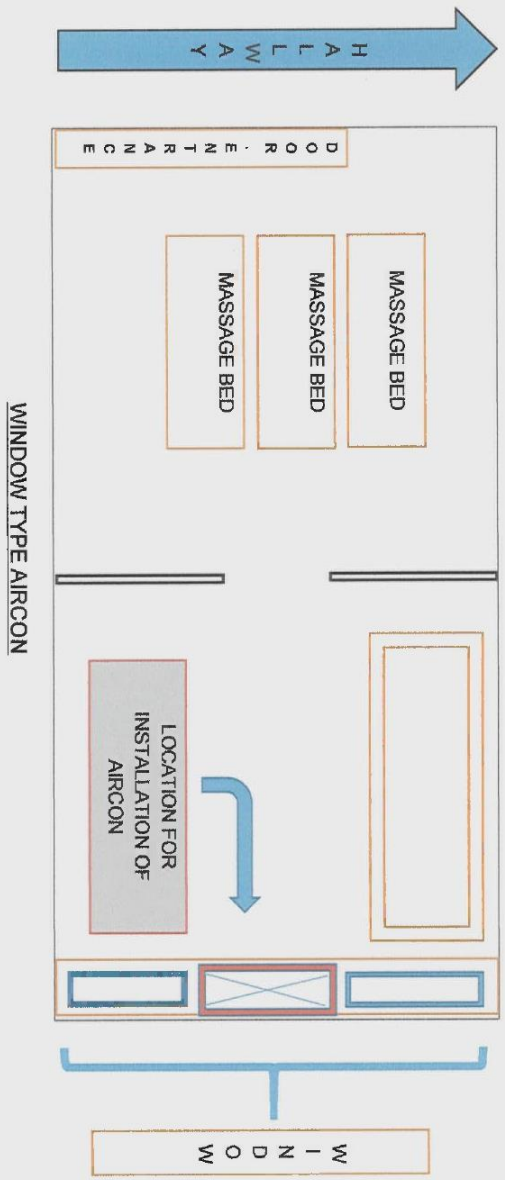 HALLWAY
DOOR-ENTRANCE
MASSAGE BED
MASSAGE BED
MASSAGE BED
LOCATION FOR
INSTALLATION OF
AIRCON
WINDOW
WINDOW TYPE AIRCON